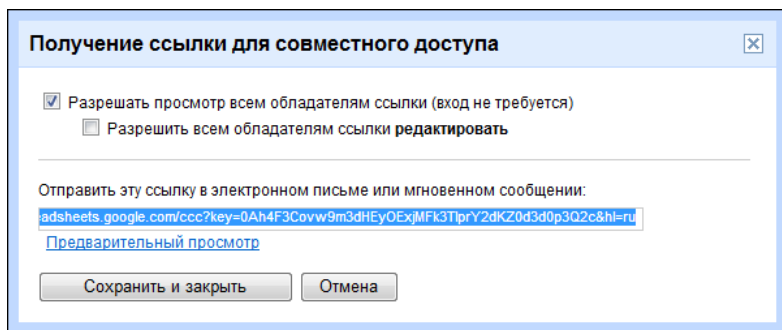 Получение ссылки для совместного доступа
Разрешать просмотр всем обладателям ссылки (вход не требуется)
Разрешить всем обладателям ссылки редактировать
Отправить эту ссылку в электронном письме или мгновенном сообщении:
adsheets.google.com/ccc?key=0Ah4F3Covw9m3dHEyOExjMFk3TlprY2dKZ0d3d0p3Q2c&hl=ru
Предварительный просмотр
Сохранить и закрыть Отмена